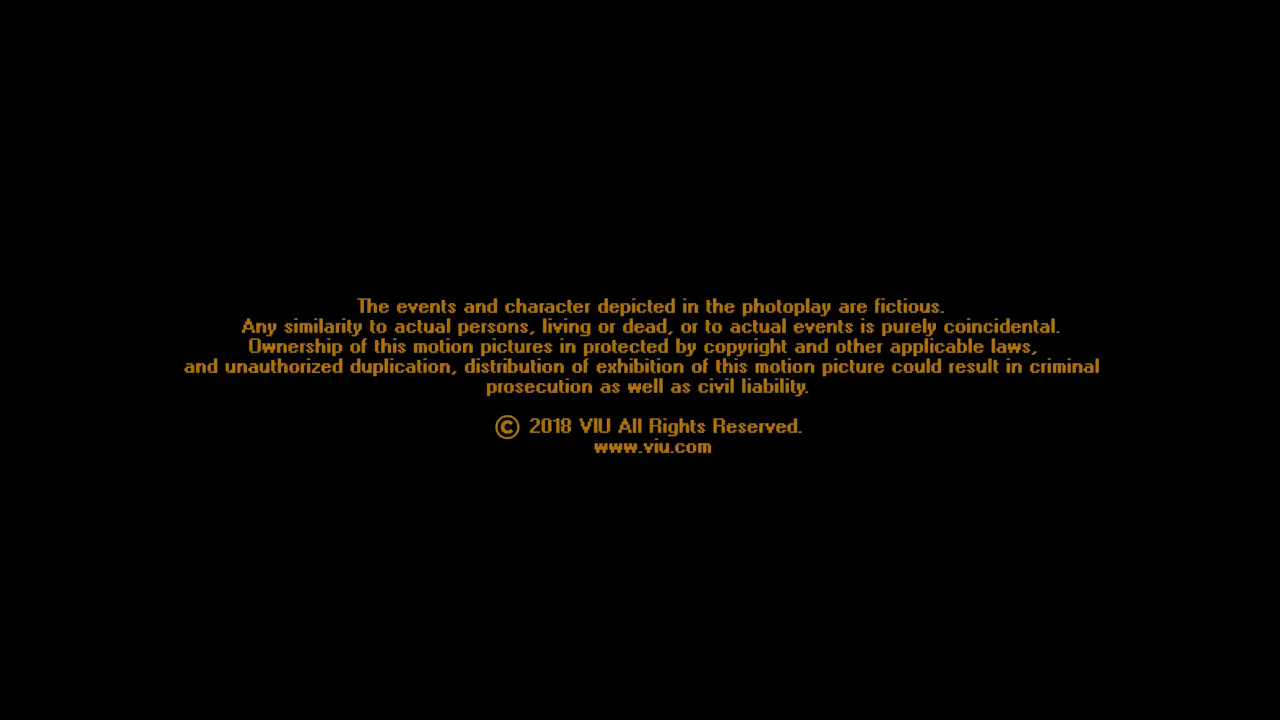 The events and character depicted in the photoplay are fictious.
Any similarity to actual persons, living or dead, or to actual events is purely coincidental.
Ownership of this motion pictures in protected by copyright and other applicable laws,
and unauthorized duplication, distribution of exhibition of this motion picture could result in criminal
prosecution as well as civil liability.
© 2018 VIU All Rights Reserved.
www.viu.com